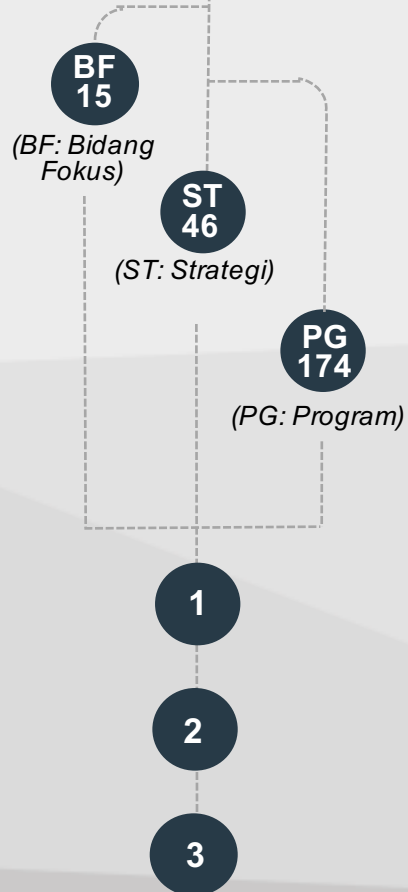 BF
15
(BF: Bidang
Fokus)
ST
46
(ST: Strategi)
PG
174
(PG: Program)
1
2
3